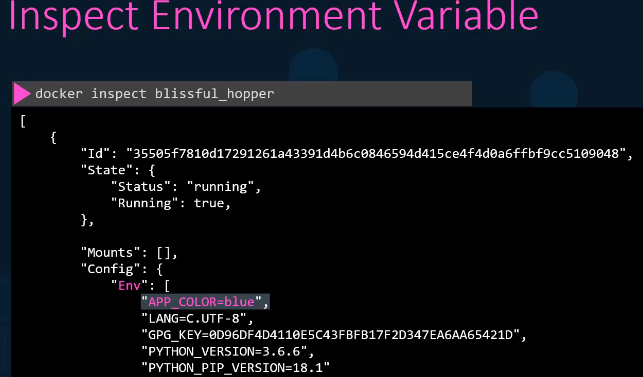 Inspect Environment Variable
docker inspect blissful_hopper
[
{
"Id": "35505f7810d17291261a43391d4b6c0846594d415ce4f4d0a6ffbf9cc5109048",
"State": {
"Status": "running",
"Running": true,
},
"Mounts": [],
"Config": {
"Env": [
"APP_COLOR=blue",
"LANG=C.UTF-8",
"GPG_KEY=0D96DF4D4110E5C43FBFB17F2D347EA6AA65421D",
"PYTHON_VERSION=3.6.6",
"PYTHON_PIP_VERSION=18.1"